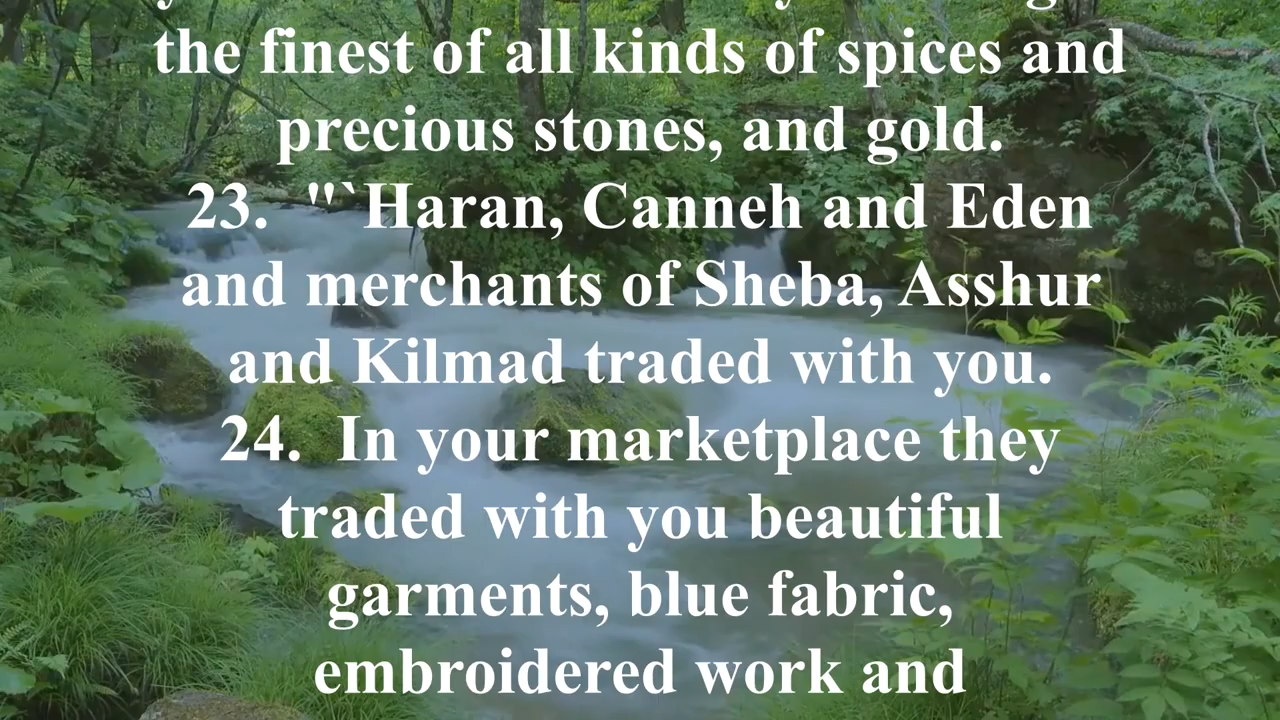 the finest of all kinds of spices and
precious stones, and gold.
23.  "`Haran, Canneh and Eden
and merchants of Sheba, Asshur
and Kilmad traded with you.
24.  In your marketplace they
traded with you beautiful
garments, blue fabric,
embroidered work and